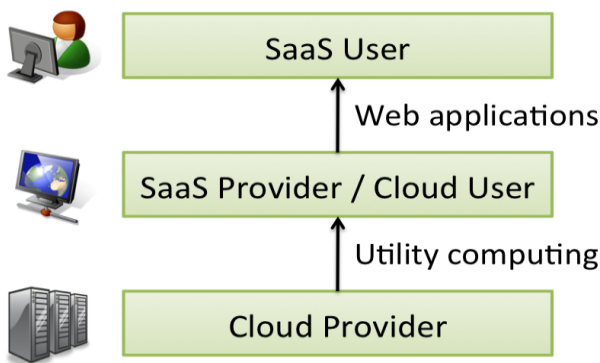 SaaS User
Web applications
SaaS Provider / Cloud User
Utility computing
Cloud Provider